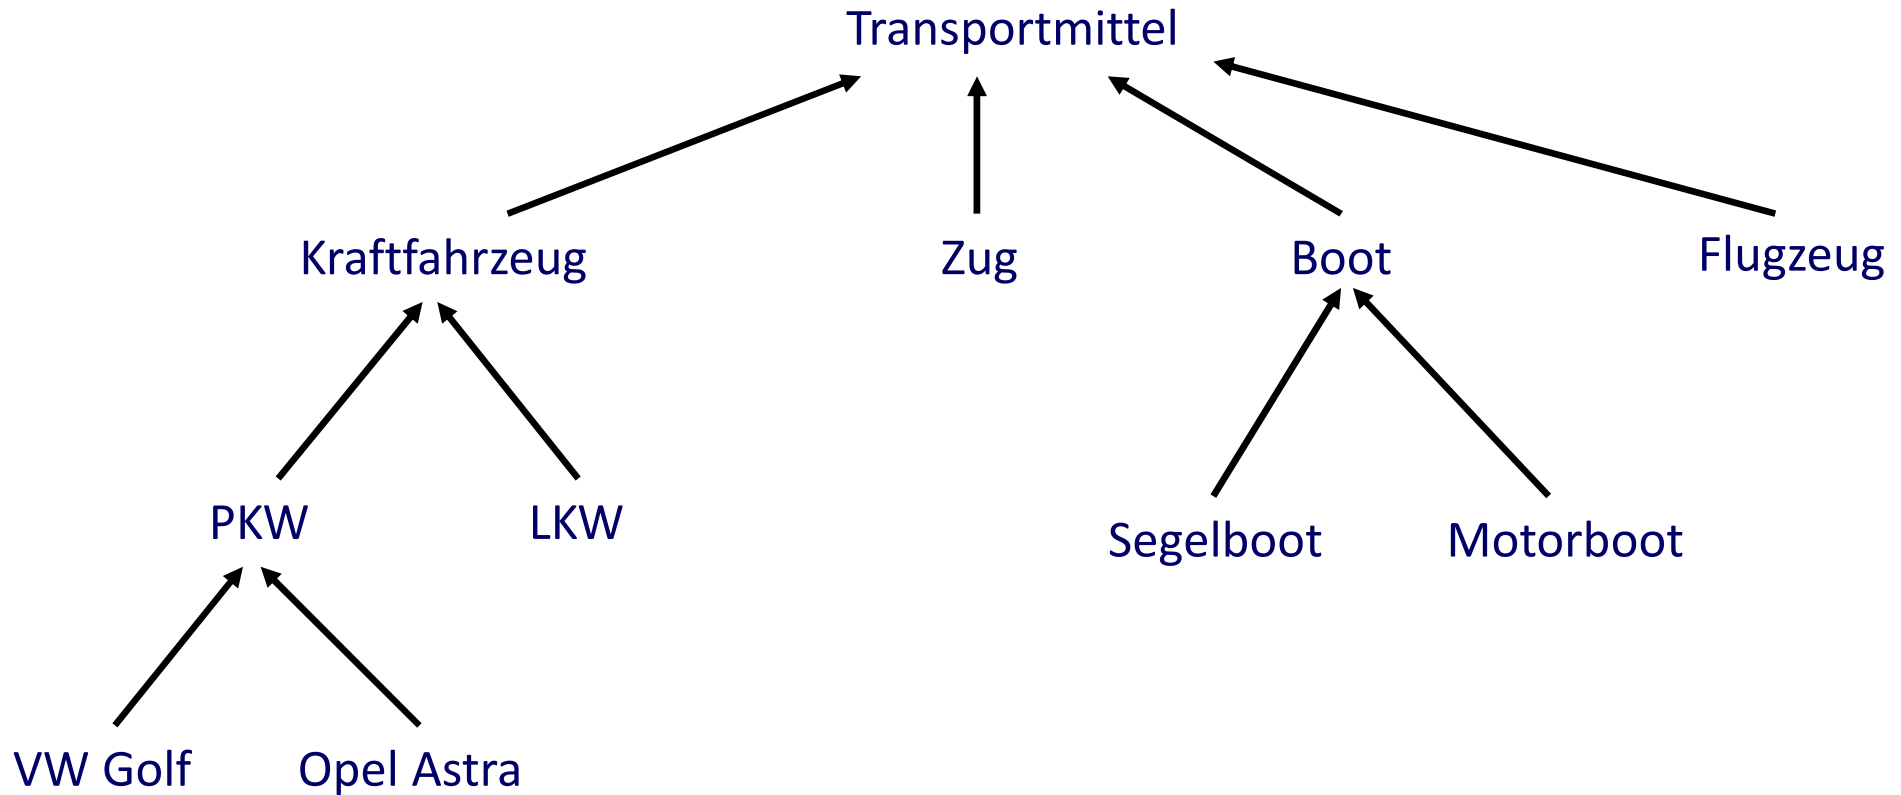 Transportmittel
Kraftfahrzeug
Zug
Boot
Flugzeug
PKW
LKW
Segelboot
Motorboot
VW Golf
Opel Astra